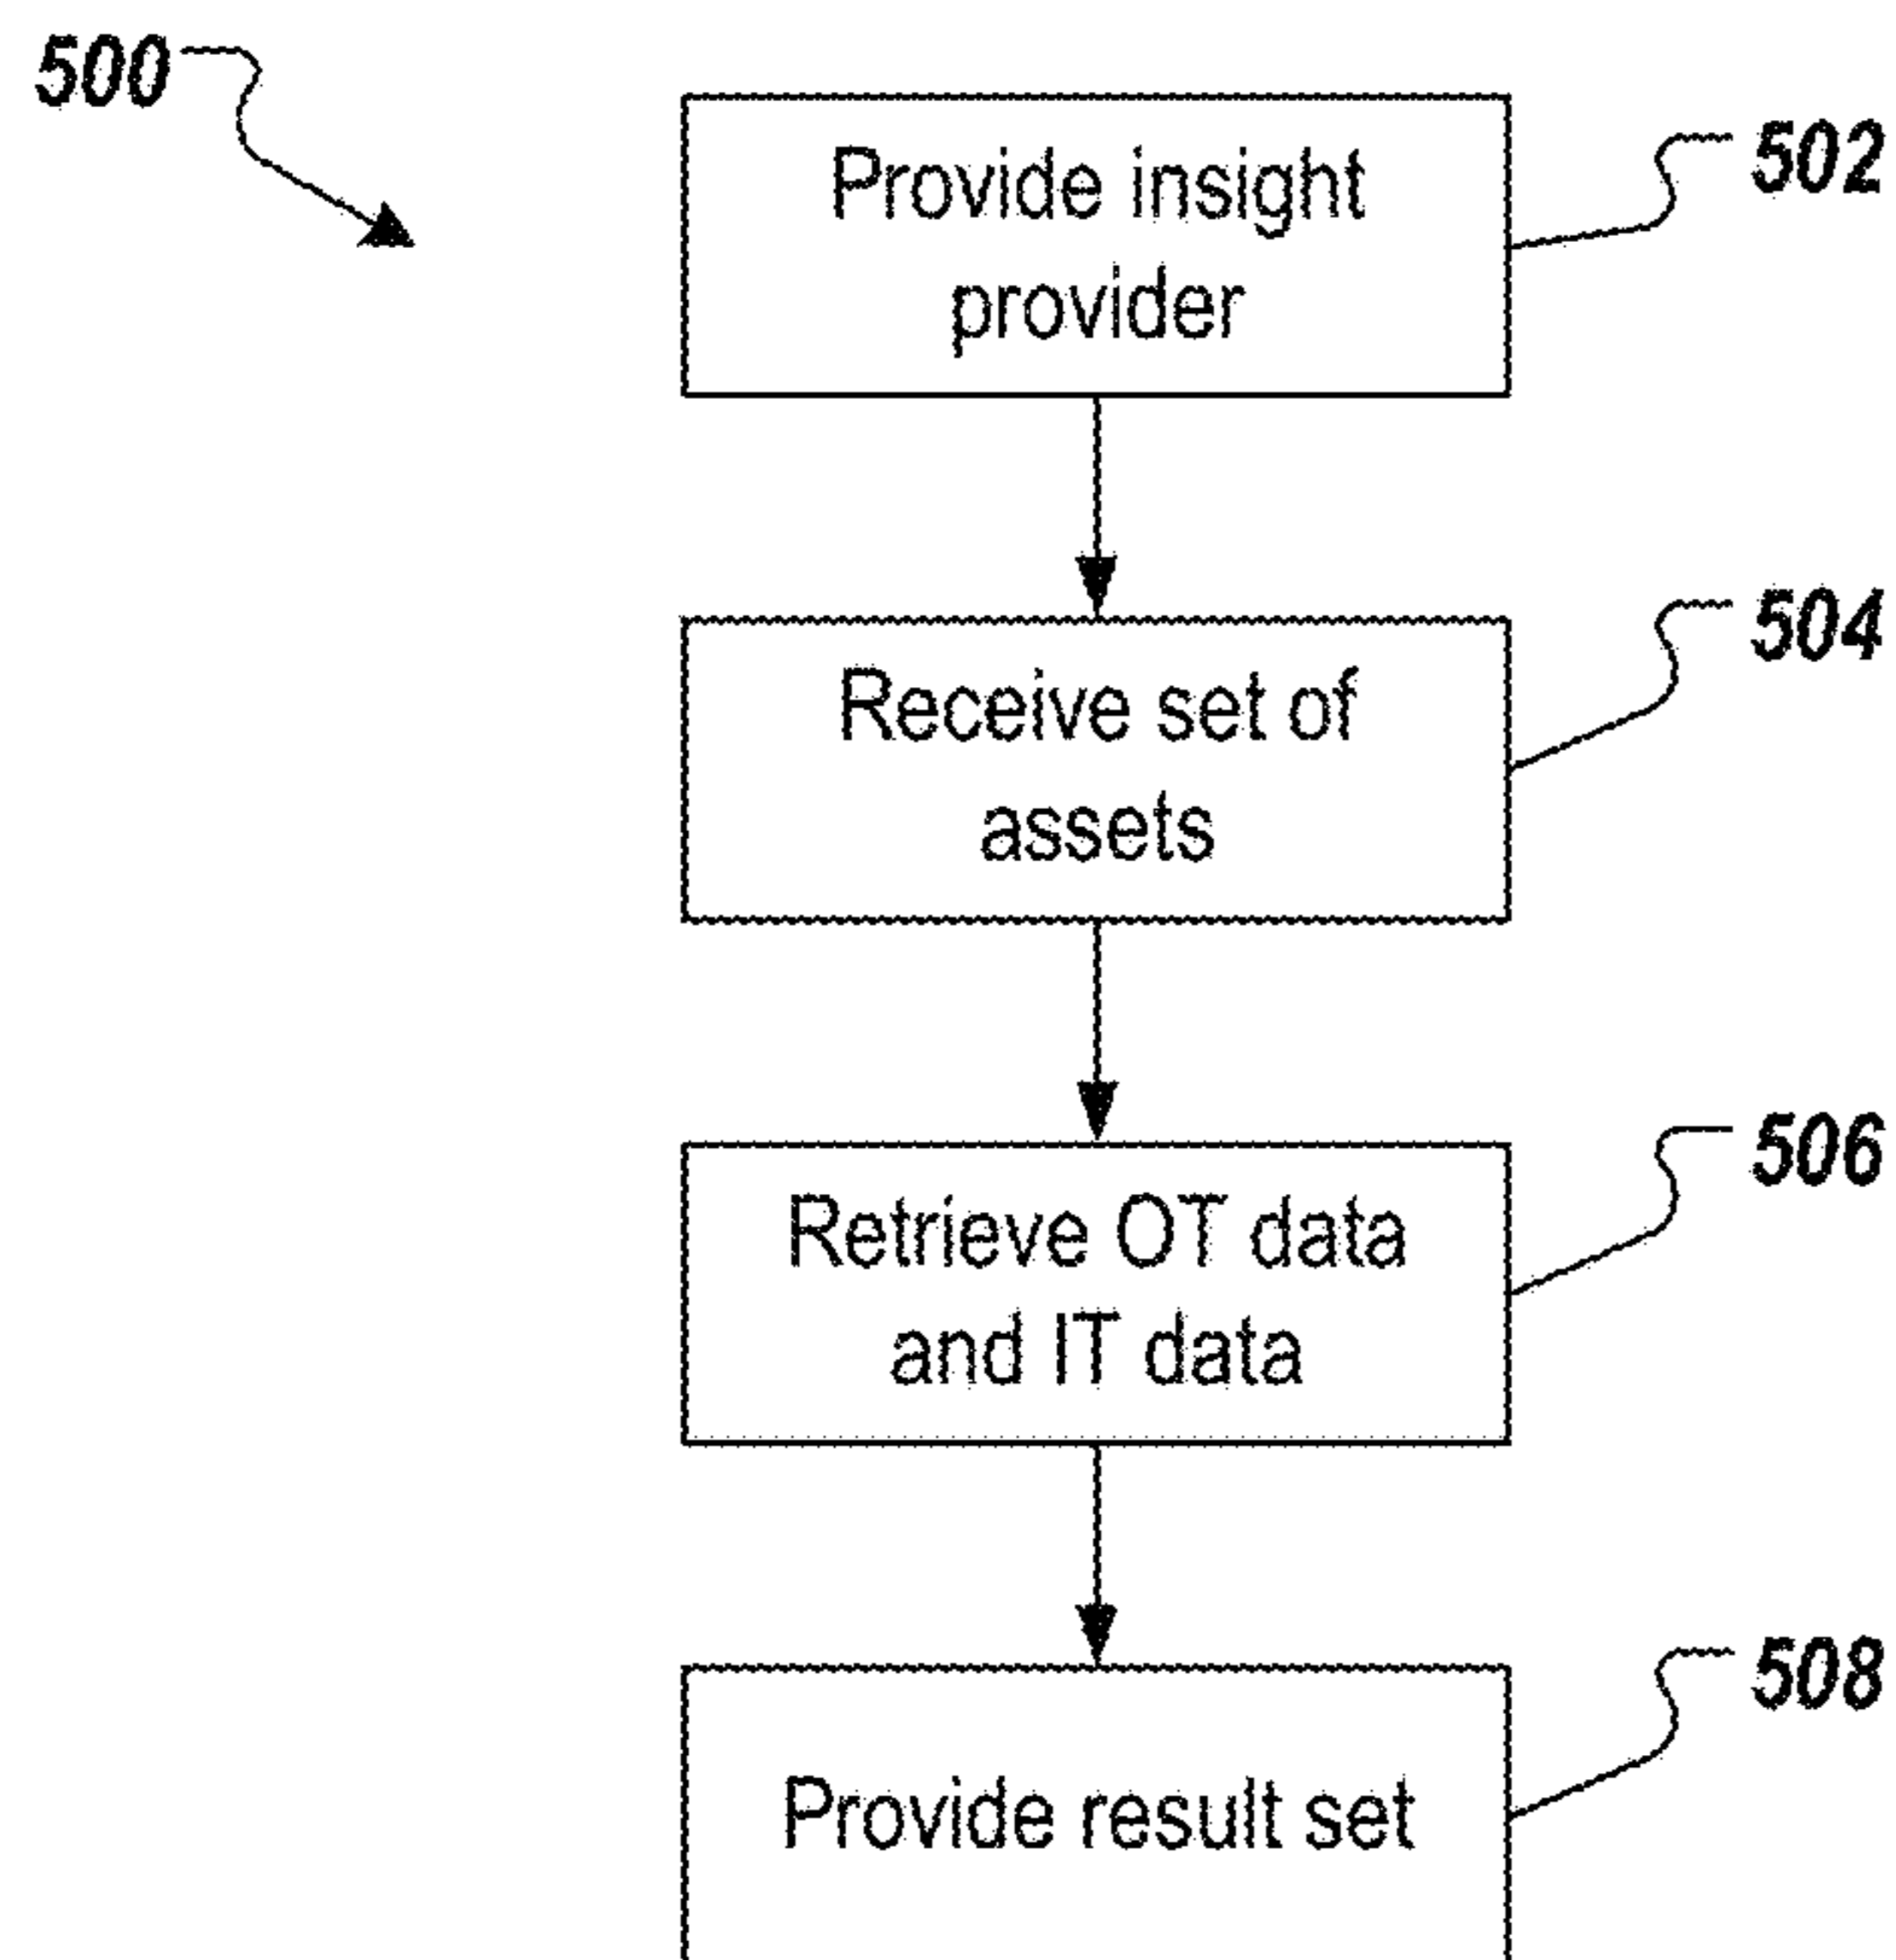 500
Provide insight
provider
502
Receive set of
assets
504
Retrieve OT data
and IT data
506
Provide result set
508